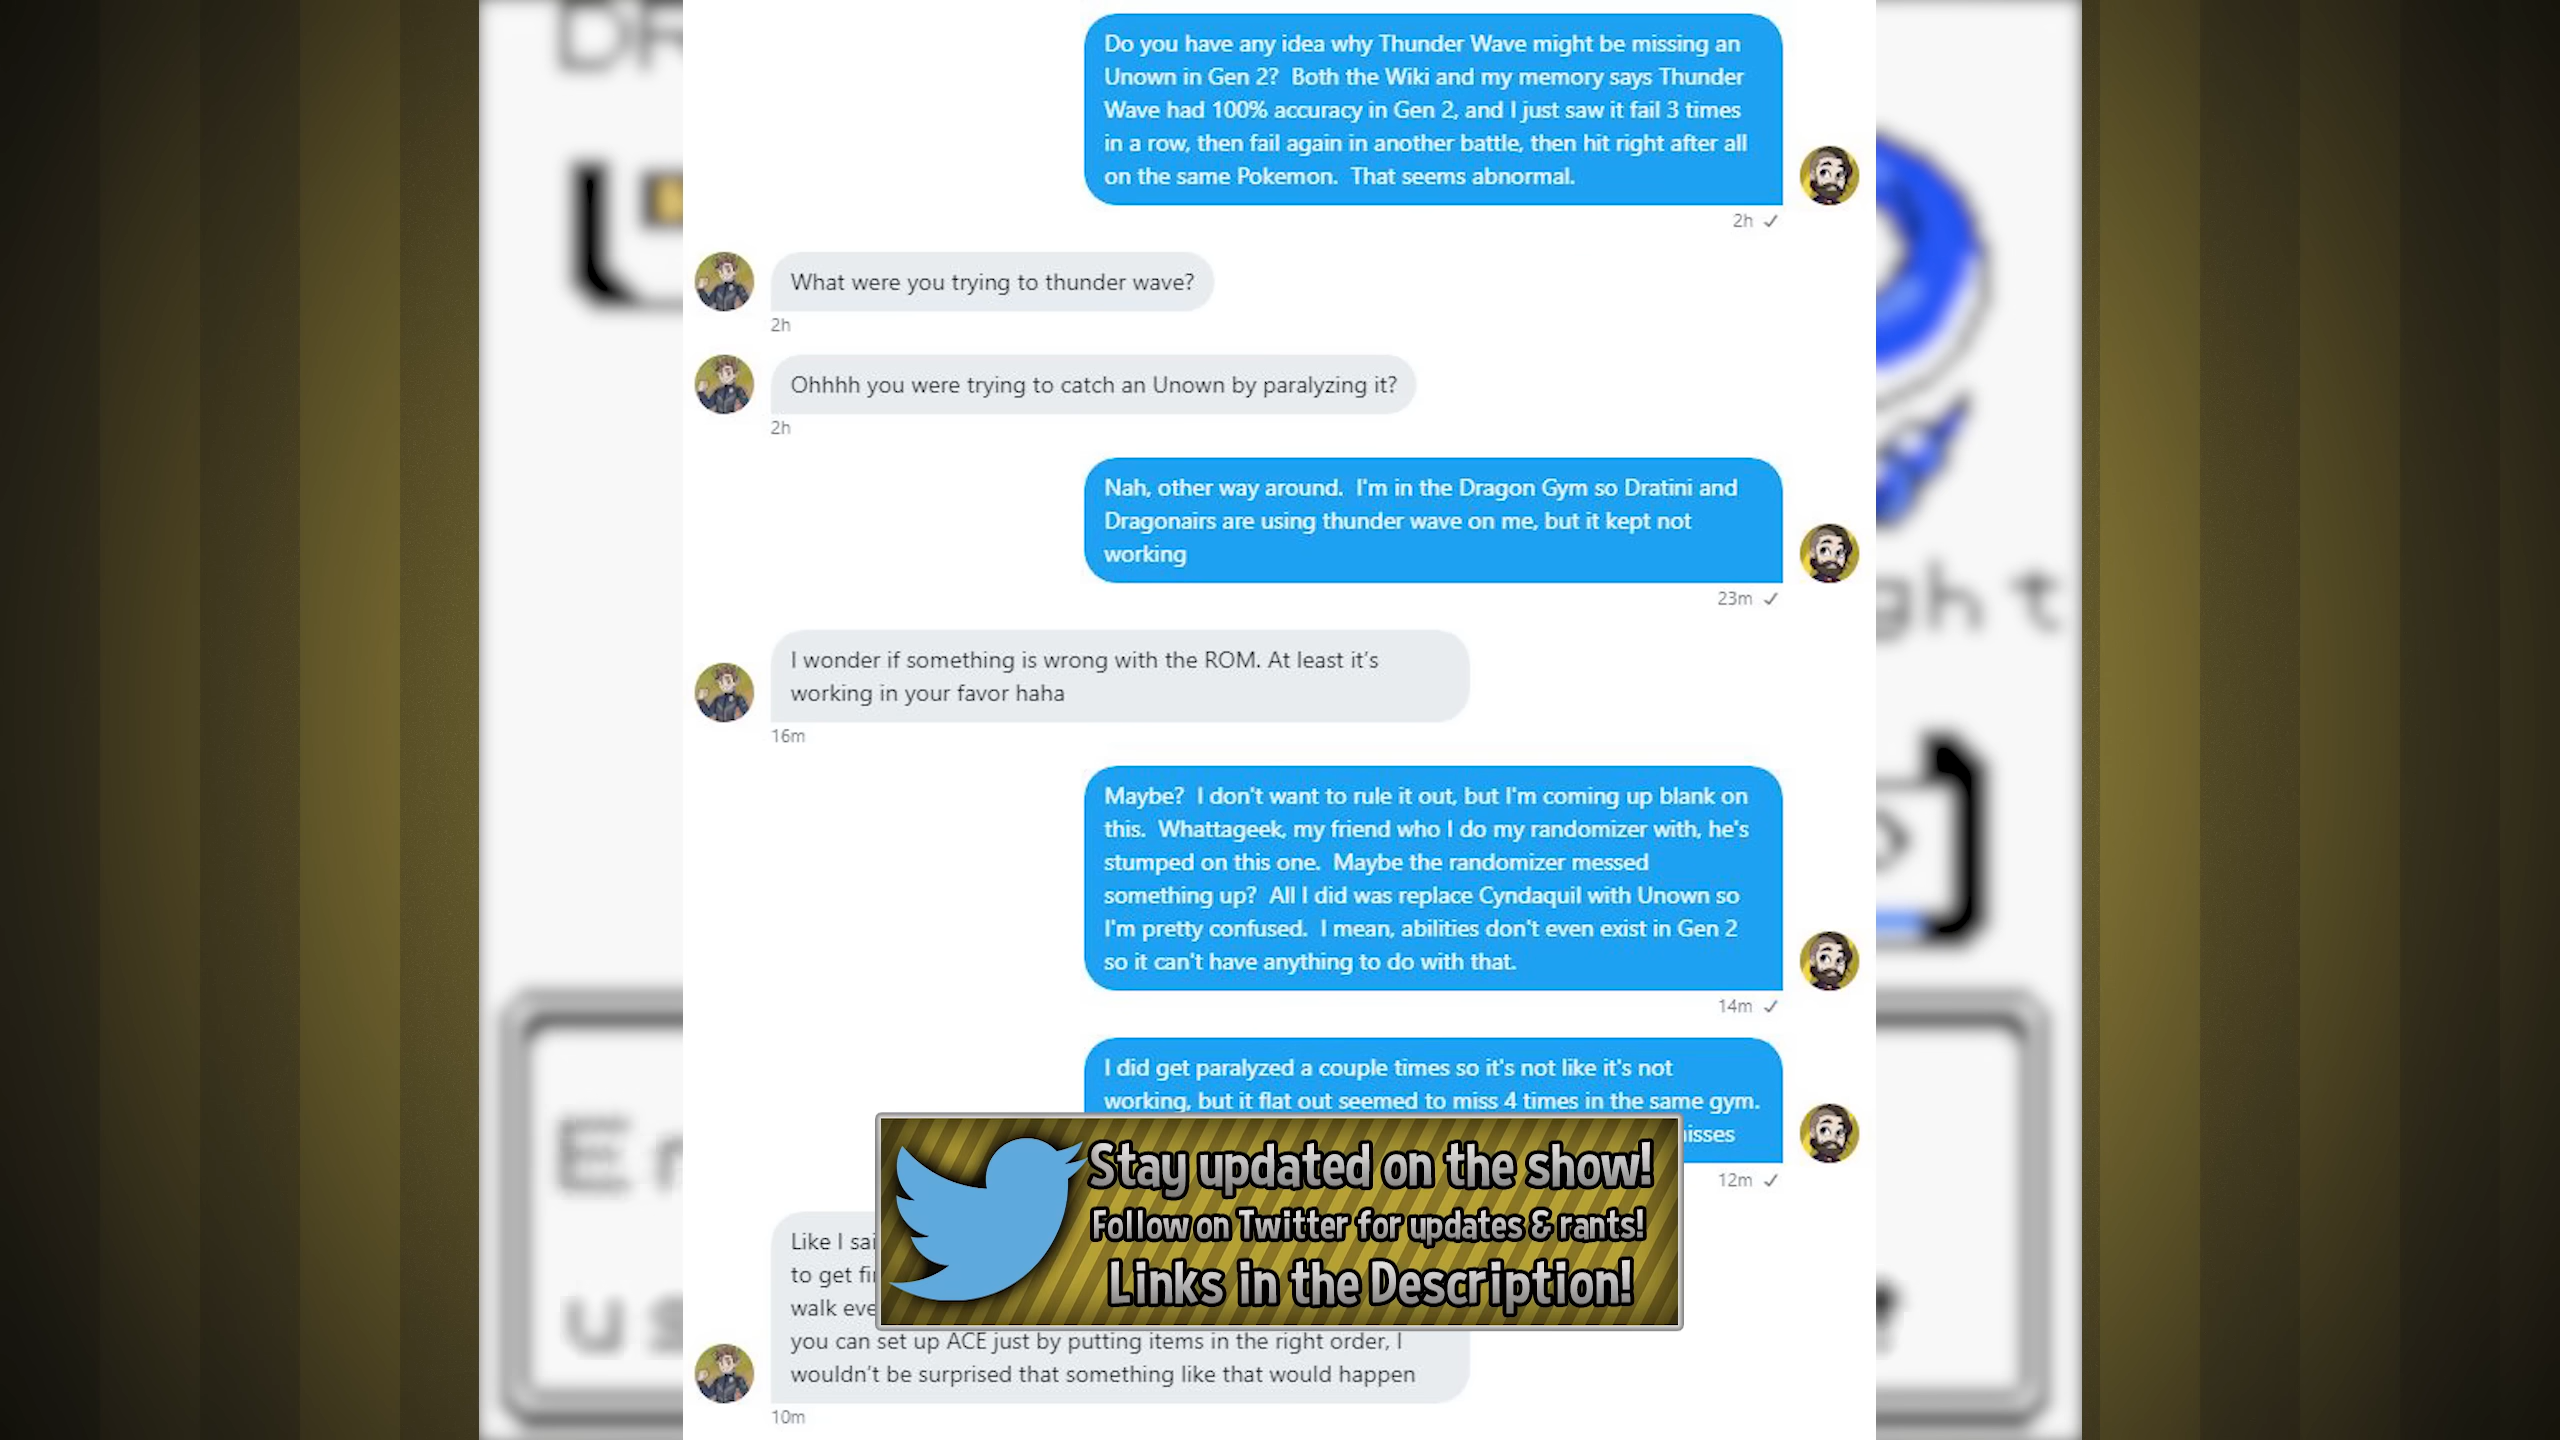 Do you have any idea why Thunder Wave might be missing an
Unown in Gen 2?  Both the Wiki and my memory says Thunder
Wave had 100% accuracy in Gen 2, and I just saw it fail 3 times
in a row, then fail again in another battle, then hit right after all
on the same Pokemon.  That seems abnormal.
2h ✓
What were you trying to thunder wave?
2h
Ohhhh you were trying to catch an Unown by paralyzing it?
2h
Nah, other way around.  I'm in the Dragon Gym so Dratini and
Dragonairs are using thunder wave on me, but it kept not
working
23m ✓
I wonder if something is wrong with the ROM. At least it’s
working in your favor haha
16m
Maybe?  I don't want to rule it out, but I'm coming up blank on
this.  Whattageek, my friend who I do my randomizer with, he's
stumped on this one.  Maybe the randomizer messed
something up?  All I did was replace Cyndaquil with Unown so
I'm pretty confused.  I mean, abilities don't even exist in Gen 2
so it can't have anything to do with that.
14m ✓
I did get paralyzed a couple times so it's not like it's not
working, but it flat out seemed to miss 4 times in the same gym.
12m ✓
Stay updated on the show!
Follow on Twitter for updates & rants!
Links in the Description!
Like I
to get
walk
you can set up ACE just by putting items in the right order, I
wouldn’t be surprised that something like that would happen
10m